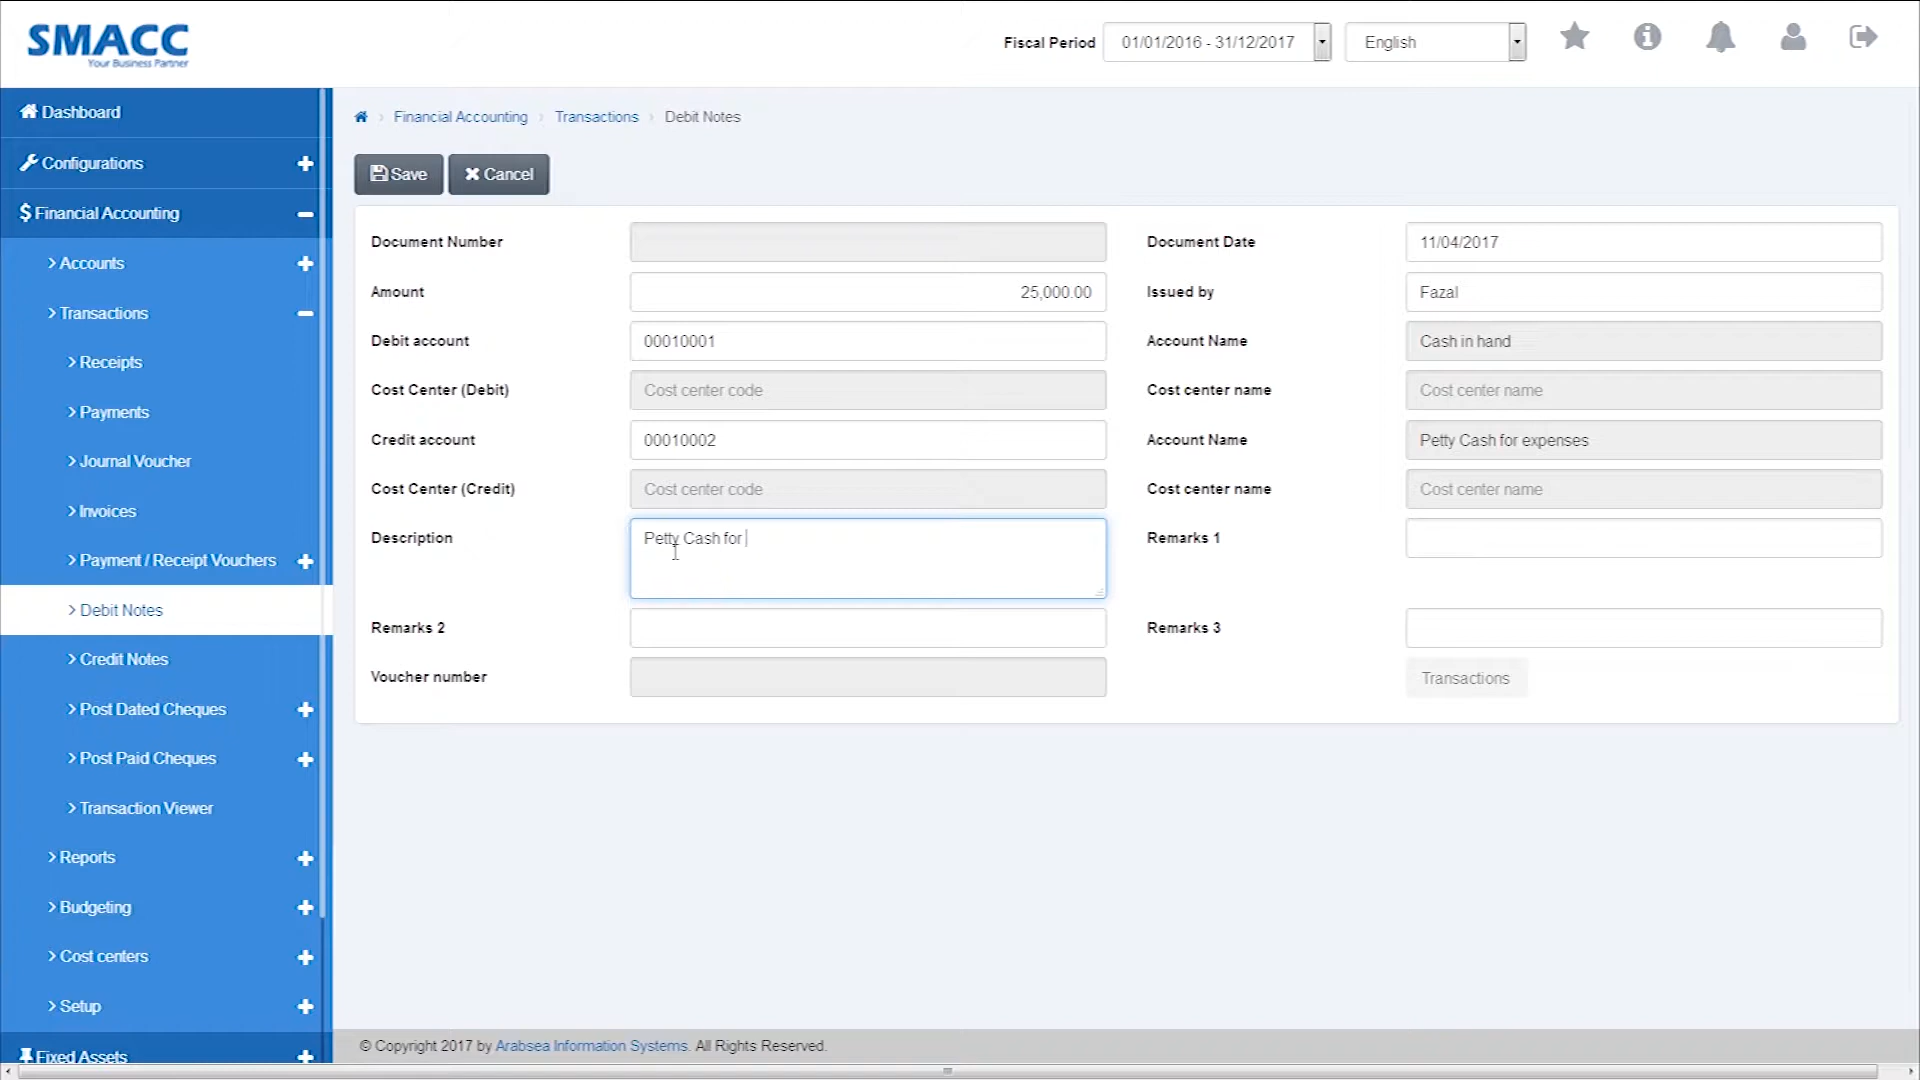 SMACC
Your Business Partner
Fiscal Period 01/01/2016 - 31/12/2017 English
Dashboard
Configurations
Financial Accounting
Accounts
Transactions
Receipts
Payments
Journal Voucher
Invoices
Payment / Receipt Vouchers
Debit Notes
Credit Notes
Post Dated Cheques
Post Paid Cheques
Transaction Viewer
Reports
Budgeting
Cost centers
Setup
Fixed Assets
Financial Accounting Transactions Debit Notes
Save Cancel
Document Number Document Date 11/04/2017
Amount 25,000.00 Issued by Fazal
Debit account 00010001 Account Name Cash in hand
Cost Center (Debit) Cost center code Cost center name Cost center name
Credit account 00010002 Account Name Petty Cash for expenses
Cost Center (Credit) Cost center code Cost center name Cost center name
Description Petty Cash for Remarks 1
Remarks 2 Remarks 3
Voucher number Transactions
© Copyright 2017 by Arabsea Information Systems. All Rights Reserved.